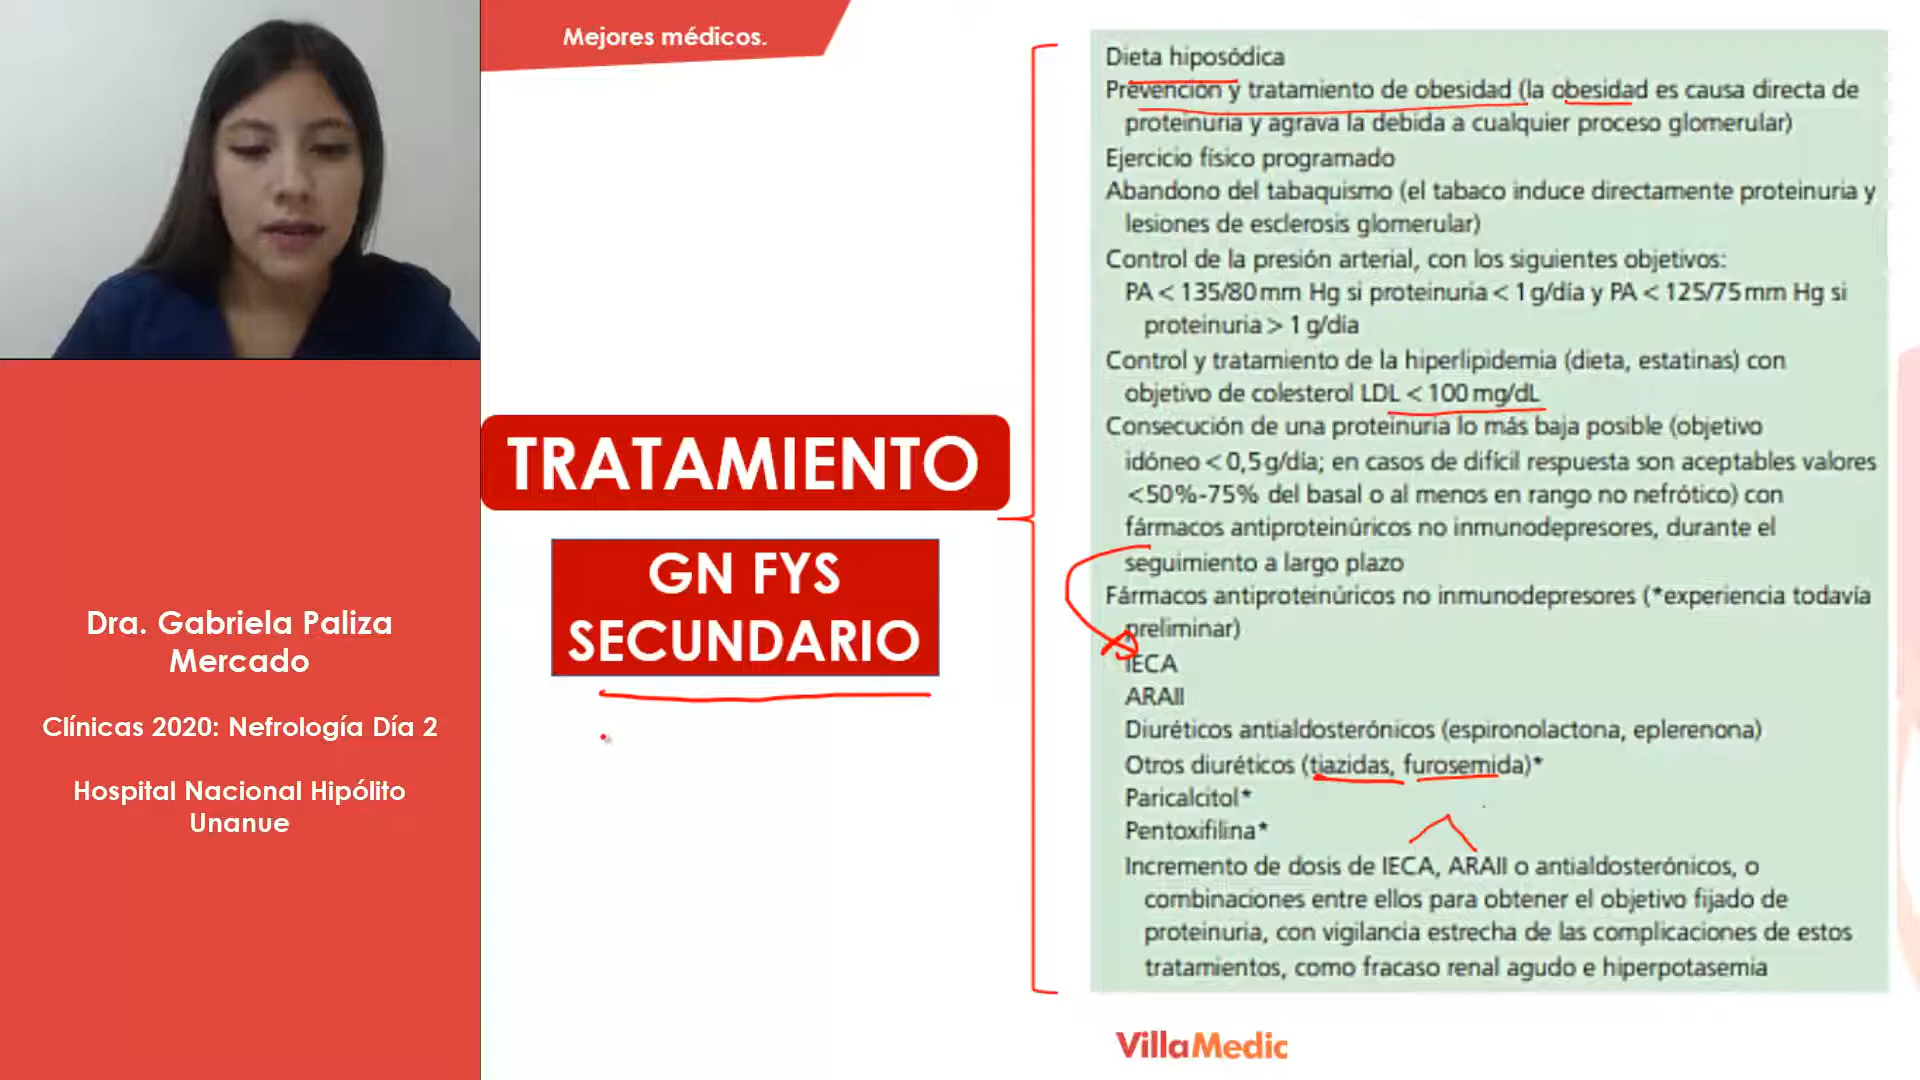 Mejores médicos.
Dra. Gabriela Paliza
Mercado
Clínicas 2020: Nefrología Día 2
Hospital Nacional Hipólito
Unanue
TRATAMIENTO
GN FYS
SECUNDARIO
Dieta hiposódica
Prevención y tratamiento de obesidad (la obesidad es causa directa de
proteinuria y agrava la debida a cualquier proceso glomerular)
Ejercicio físico programado
Abandono del tabaquismo (el tabaco induce directamente proteinuria y
lesiones de esclerosis glomerular)
Control de la presión arterial, con los siguientes objetivos:
PA < 135/80 mm Hg si proteinuria < 1 g/día y PA < 125/75 mm Hg si
proteinuria > 1 g/día
Control y tratamiento de la hiperlipidemia (dieta, estatinas) con
objetivo de colesterol LDL < 100 mg/dL
Consecución de una proteinuria lo más baja posible (objetivo
idóneo < 0,5 g/día; en casos de difícil respuesta son aceptables valores
<50%-75% del basal o al menos en rango no nefrótico) con
fármacos antiproteinúricos no inmunodepresores, durante el
seguimiento a largo plazo
Fármacos antiproteinúricos no inmunodepresores (*experiencia todavía
preliminar)
IECA
ARAII
Diuréticos antialdosterónicos (espironolactona, eplerenona)
Otros diuréticos (tiazidas, furosemida)*
Paricalcitol*
Pentoxifilina*
Incremento de dosis de IECA, ARAII o antialdosterónicos, o
combinaciones entre ellos para obtener el objetivo fijado de
proteinuria, con vigilancia estrecha de las complicaciones de estos
tratamientos, como fracaso renal agudo e hiperpotasemia
VillaMedic